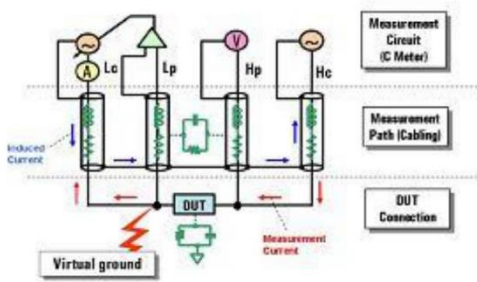 Lc
Lp
V
Hp
Hc
A
Measurement
Circuit
(C Meter)
Measurement
Path (Cabling)
Induced
Current
DUT
DUT
Connection
Measurement
Current
Virtual ground